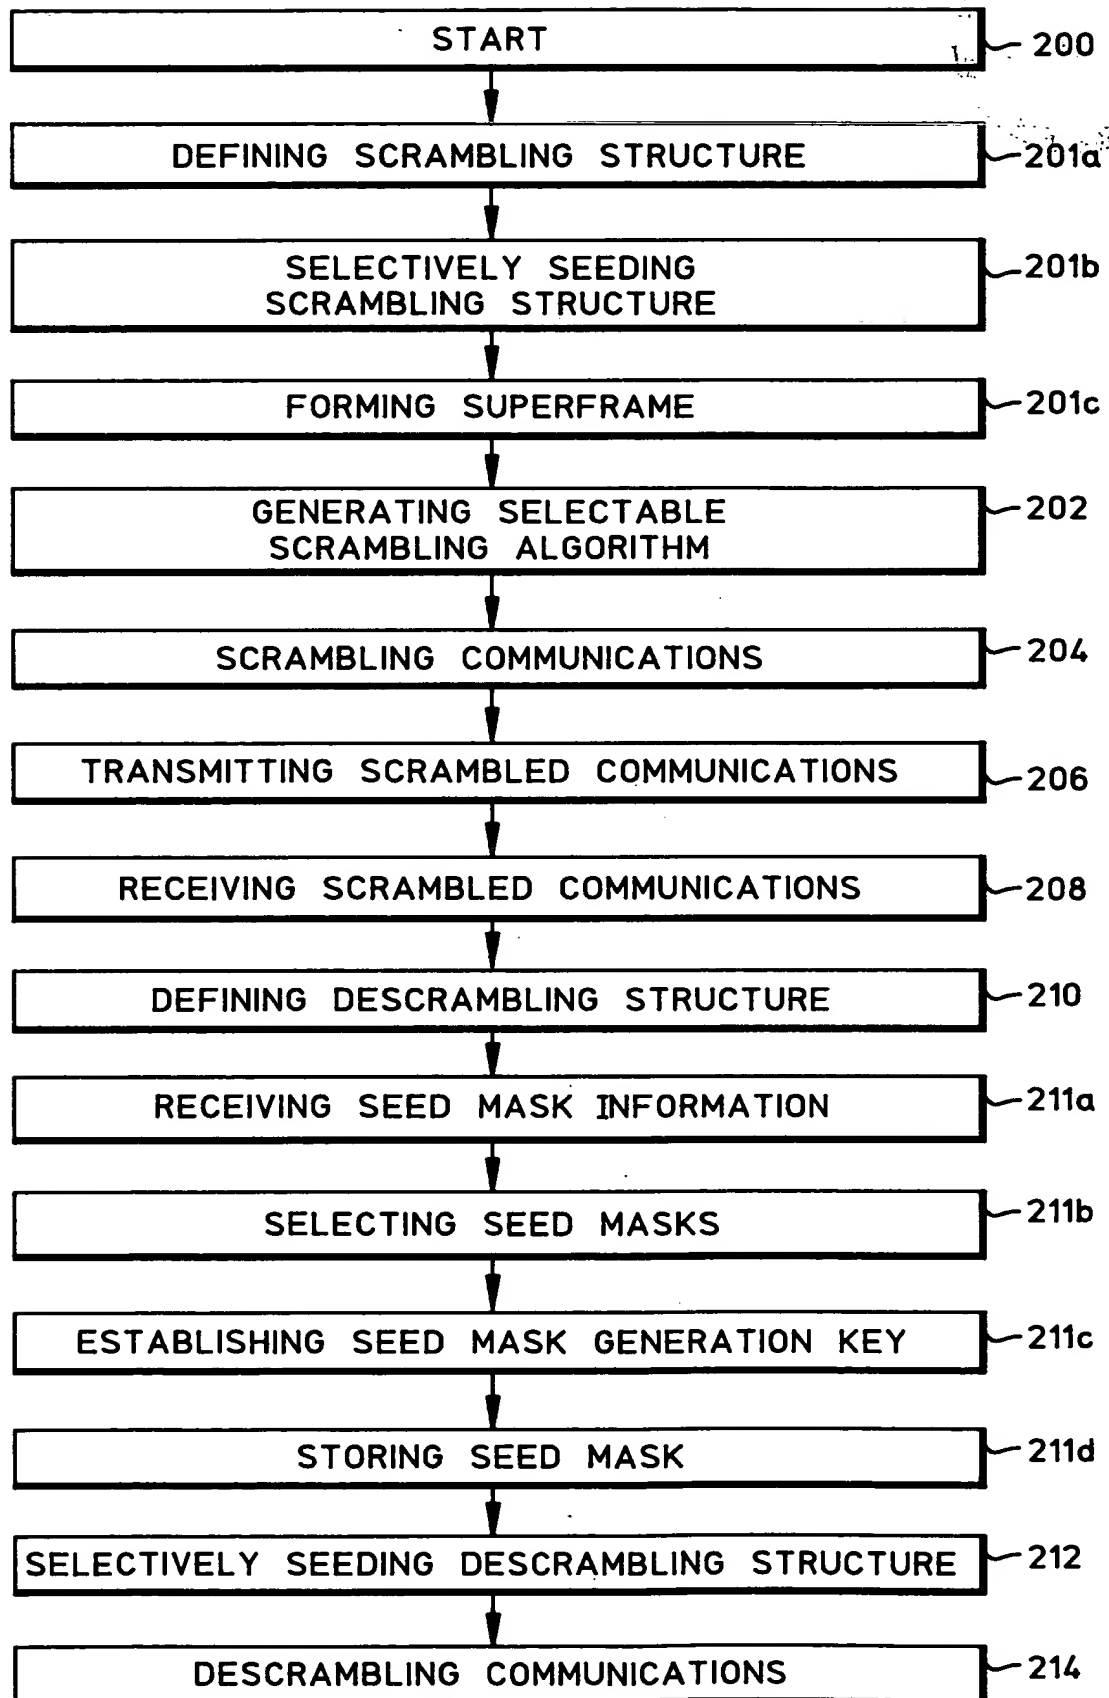 START
200
DEFINING SCRAMBLING STRUCTURE
201a
SELECTIVELY SEEDING
SCRAMBLING STRUCTURE
201b
FORMING SUPERFRAME
201c
GENERATING SELECTABLE
SCRAMBLING ALGORITHM
202
SCRAMBLING COMMUNICATIONS
204
TRANSMITTING SCRAMBLED COMMUNICATIONS
206
RECEIVING SCRAMBLED COMMUNICATIONS
208
DEFINING DESCRAMBLING STRUCTURE
210
RECEIVING SEED MASK INFORMATION
211a
SELECTING SEED MASKS
211b
ESTABLISHING SEED MASK GENERATION KEY
211c
STORING SEED MASK
211d
SELECTIVELY SEEDING DESCRAMBLING STRUCTURE
212
DESCRAMBLING COMMUNICATIONS
214